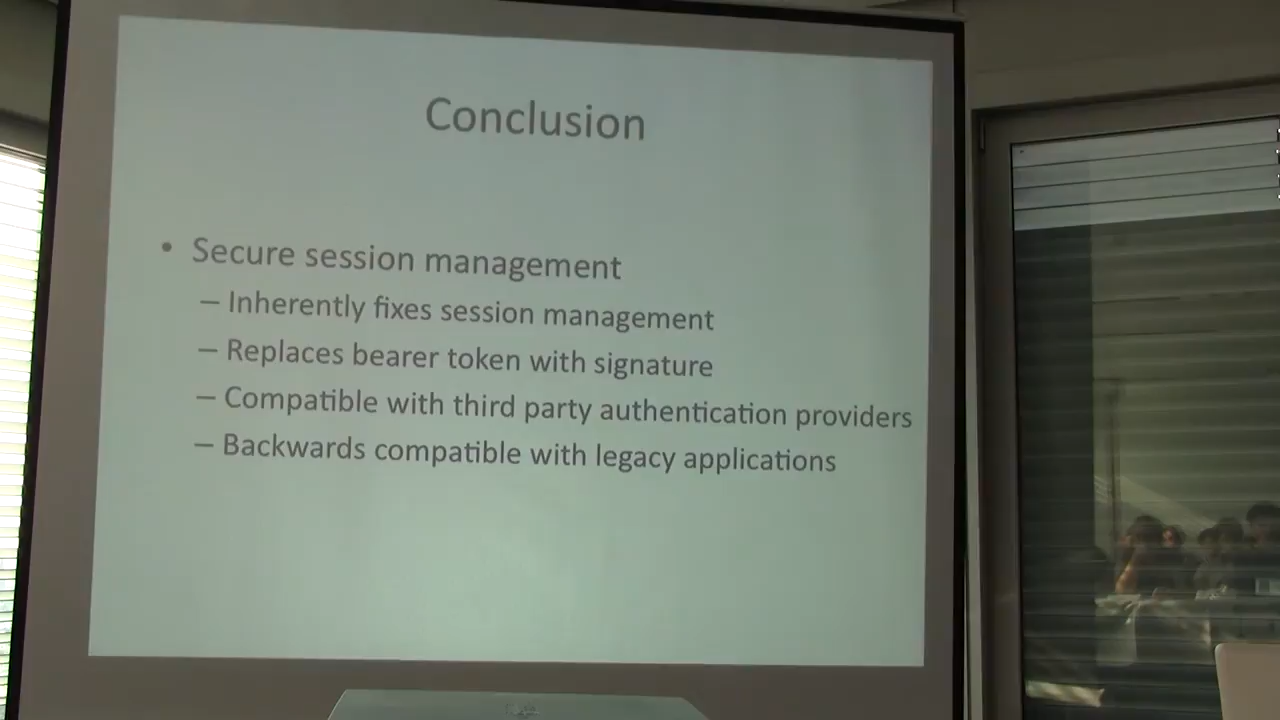 Conclusion
• Secure session management
– Inherently fixes session management
– Replaces bearer token with signature
– Compatible with third party authentication providers
– Backwards compatible with legacy applications